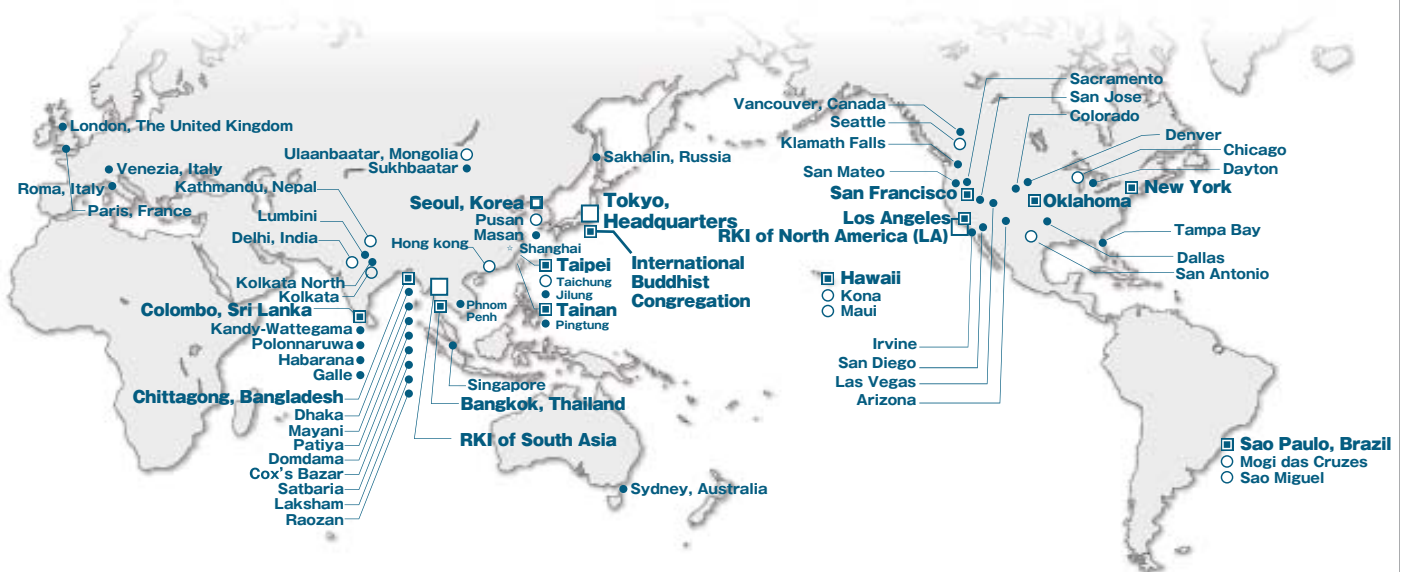 London, The United Kingdom
Venezia, Italy
Roma, Italy
Paris, France
Ulaanbaatar, Mongolia
Sukhbaatar
Kathmandu, Nepal
Lumbini
Delhi, India
Kolkata North
Kolkata
Colombo, Sri Lanka
Kandy-Wattegama
Polonnaruwa
Habarana
Galle
Chittagong, Bangladesh
Dhaka
Mayani
Patiya
Domdama
Cox's Bazar
Satbaria
Laksham
Raozan
Sakhalin, Russia
Seoul, Korea
Pusan
Masan
Tokyo,
Headquarters
International
Buddhist
Congregation
Hong kong
Shanghai
Taipei
Taichung
Jilung
Tainan
Pingtung
Phnom
Penh
Singapore
Bangkok, Thailand
RKI of South Asia
Sydney, Australia
Vancouver, Canada
Seattle
Klamath Falls
San Mateo
San Francisco
Los Angeles
RKI of North America (LA)
Hawaii
Kona
Maui
Irvine
San Diego
Las Vegas
Arizona
Sacramento
San Jose
Colorado
Denver
Chicago
Dayton
New York
Oklahoma
Tampa Bay
Dallas
San Antonio
Sao Paulo, Brazil
Mogi das Cruzes
Sao Miguel